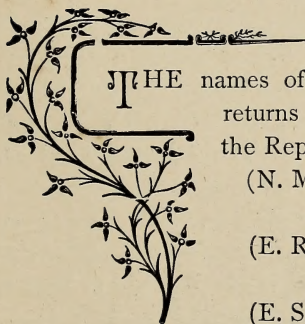 THE names of
returns
the Rep
(N. M
(E. R
(E. S